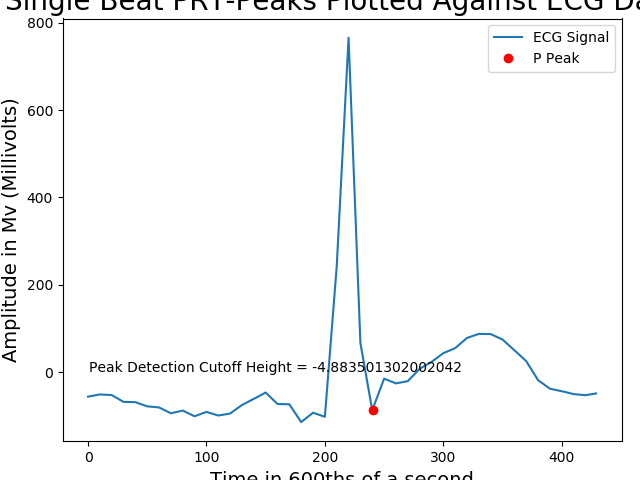 Single Beat PRT-Peaks Plotted Against ECG Da
800
600
400
200
0
Amplitude in Mv (Millivolts)
ECG Signal
P Peak
Peak Detection Cutoff Height = -4.883501302002042
0
100
200
300
400
Time in 600ths of a second